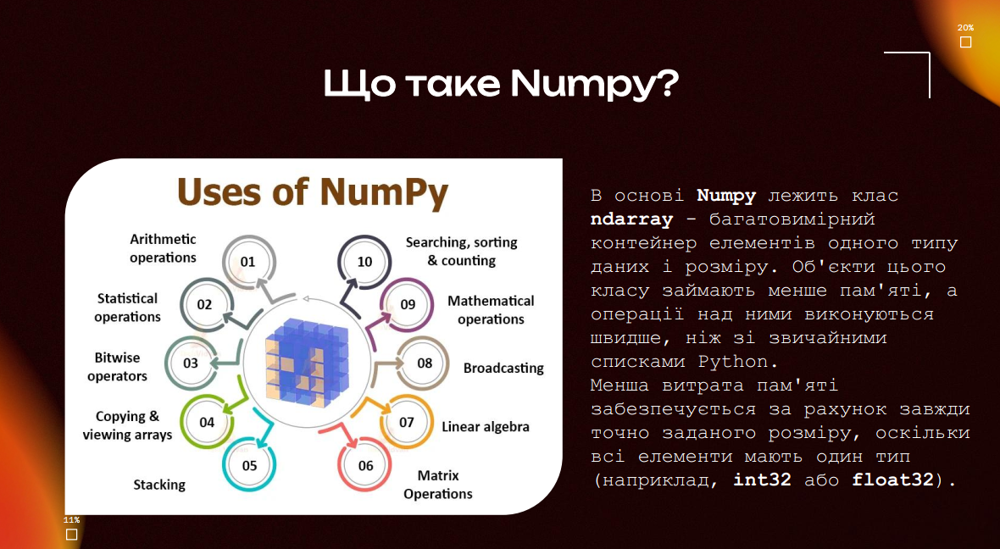 20%
Що таке Numpy?
Uses of NumPy
Arithmetic
operations
01
10
Searching, sorting
& counting
Statistical
operations
02
09
Mathematical
operations
Bitwise
operators
03
08
Broadcasting
Copying &
viewing arrays
04
07
Linear algebra
Stacking
05
06
Matrix
Operations
В основі Numpy лежить клас
ndarray – багатовимірний
контейнер елементів одного типу
даних і розміру. Об'єкти цього
класу займають менше пам'яті, а
операції над ними виконуються
швидше, ніж зі звичайними
списками Python.
Менша витрата пам'яті
забезпечується за рахунок завжди
точно заданого розміру, оскільки
всі елементи мають один тип
(наприклад, int32 або float32).
11%